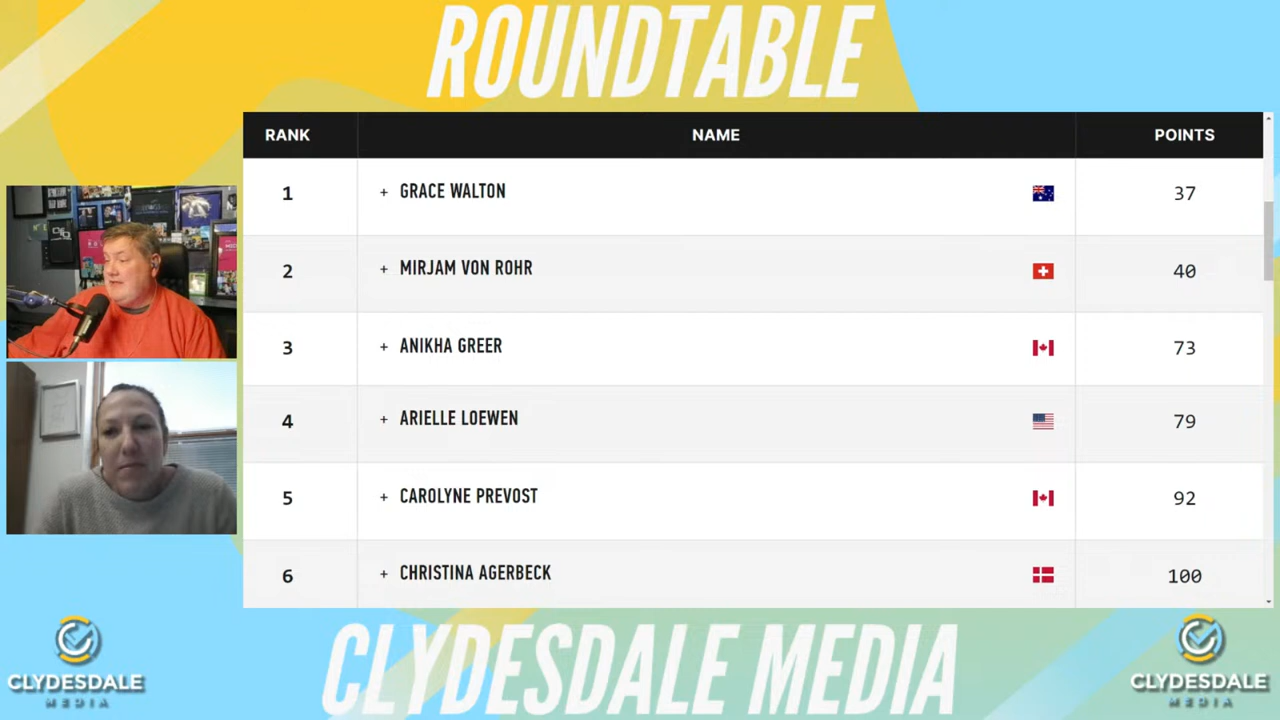 ROUNDTABLE
RANK NAME POINTS
1 + GRACE WALTON 37
2 + MIRJAM VON ROHR 40
3 + ANIKHA GREER 73
4 + ARIELLE LOEWEN 79
5 + CAROLYNE PREVOST 92
6 + CHRISTINA AGERBECK 100
CLYDESDALE MEDIA
CLYDESDALE
MEDIA
CLYDESDALE
MEDIA